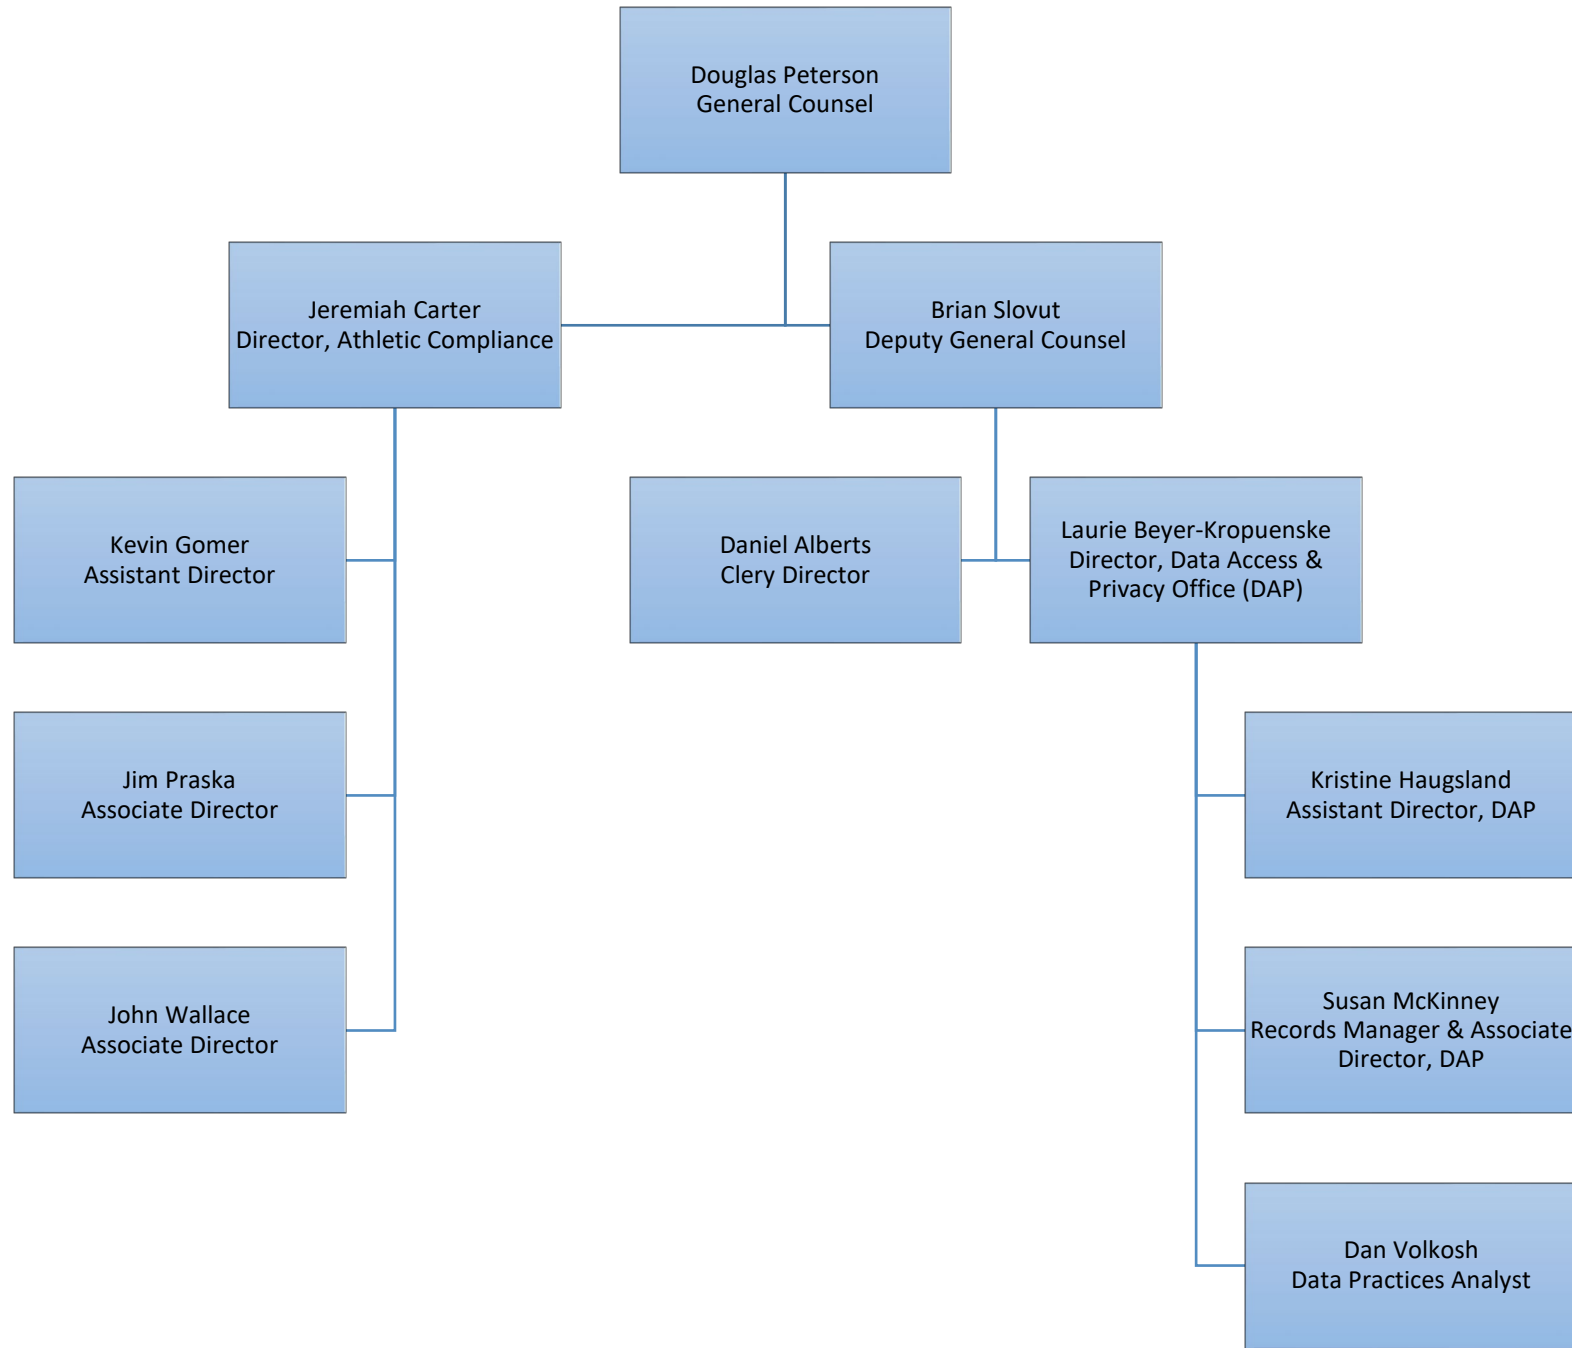 Douglas Peterson
General Counsel
Jeremiah Carter
Director, Athletic Compliance
Brian Slovut
Deputy General Counsel
Kevin Gomer
Assistant Director
Daniel Alberts
Clery Director
Laurie Beyer-Kropuenske
Director, Data Access &
Privacy Office (DAP)
Jim Praska
Associate Director
Kristine Haugsland
Assistant Director, DAP
John Wallace
Associate Director
Susan McKinney
Records Manager & Associate
Director, DAP
Dan Volkosh
Data Practices Analyst